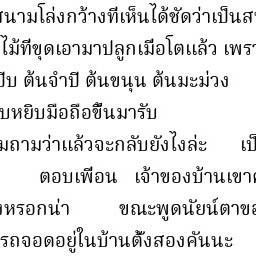 สนามโล่งกว้างที่เห็นได้ชัดว่าเป็นส
ไม้ที่ขุดเอามาปลูกเมื่อโตแล้ว เพรา
ปีบ ต้นจำปี ต้นขนุน ต้นมะม่วง
บหยิบมือถือขึ้นมารับ
มถามว่าแล้วจะกลับยังไงล่ะ เป็
ตอบเพื่อน เจ้าของบ้านเขา
งหรอกน่า ขณะพูดนัยน์ตาข
รถจอดอยู่ในบ้านตั้งสองคันนะ